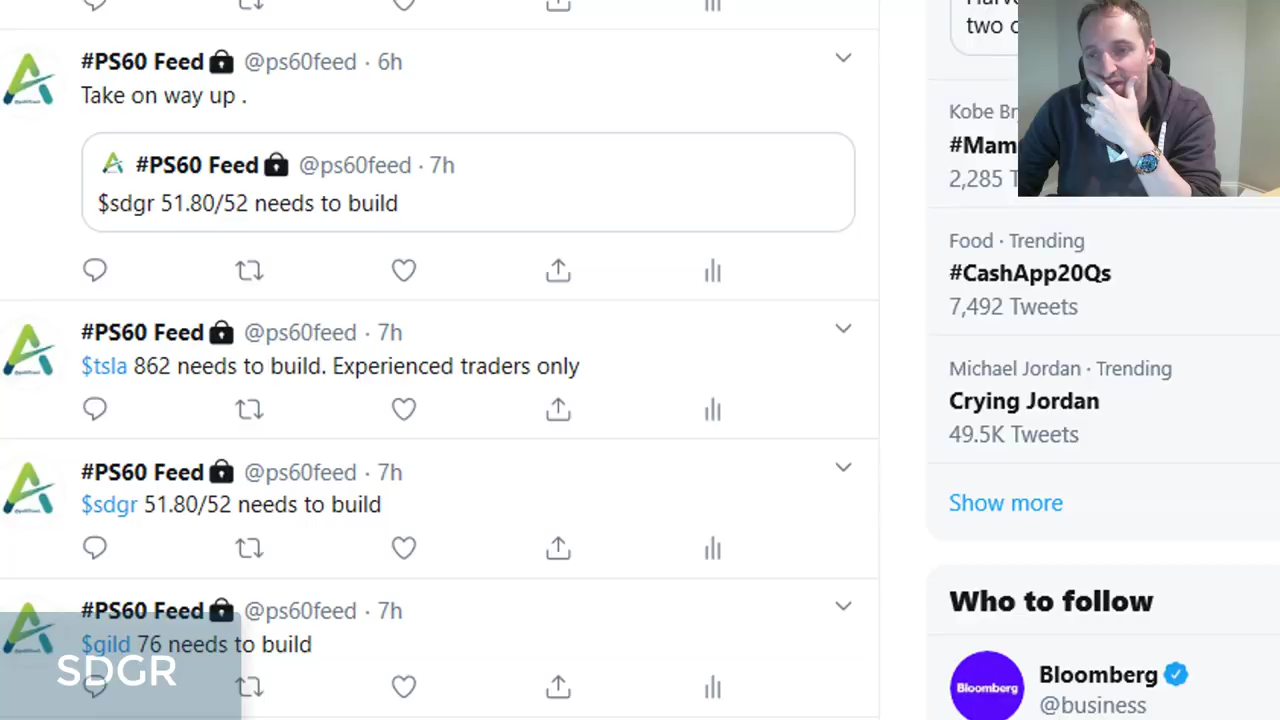 #PS60 Feed @ps60feed · 6h
Take on way up .
#PS60 Feed @ps60feed · 7h
$sdgr 51.80/52 needs to build
#PS60 Feed @ps60feed · 7h
$tsla 862 needs to build. Experienced traders only
#PS60 Feed @ps60feed · 7h
$sdgr 51.80/52 needs to build
#PS60 Feed @ps60feed · 7h
$gild 76 needs to build
SDGR
two
Kobe
2,285
Food · Trending
#CashApp20Qs
7,492 Tweets
Michael Jordan · Trending
Crying Jordan
49.5K Tweets
Show more
Who to follow
Bloomberg
Bloomberg
@business